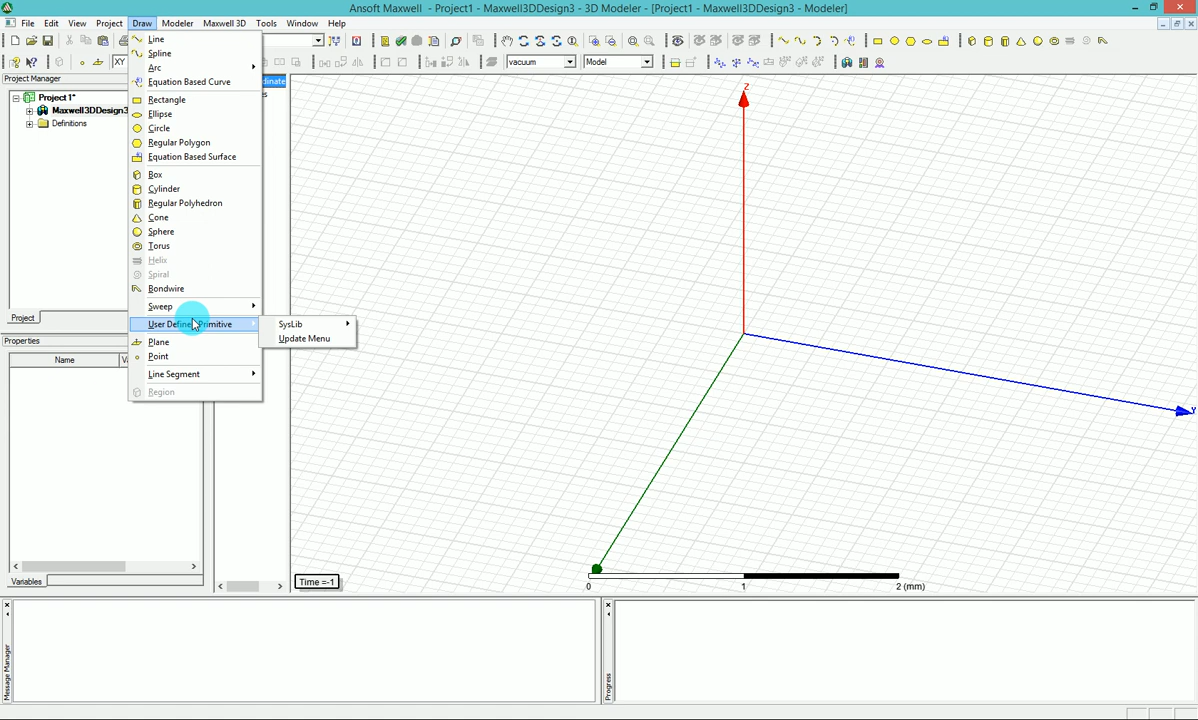 Ansoft Maxwell - Project1 - Maxwell3DDesign3 - 3D Modeler - [Project1 - Maxwell3DDesign3 - Modeler]
File Edit View Project Draw Modeler Maxwell 3D Tools Window Help
XY vacuum Model
Project Manager
Project1*
Maxwell3DDesign3
Definitions
Project
Properties
Name
Variables
Line
Spline
Arc
Equation Based Curve
Rectangle
Ellipse
Circle
Regular Polygon
Equation Based Surface
Box
Cylinder
Regular Polyhedron
Cone
Sphere
Torus
Helix
Spiral
Bondwire
Sweep
User Defined Primitive
Plane
Point
Line Segment
Region
SysLib
Update Menu
Z
Y
Time =-1
0 1 2 (mm)
Message Manager
Progress